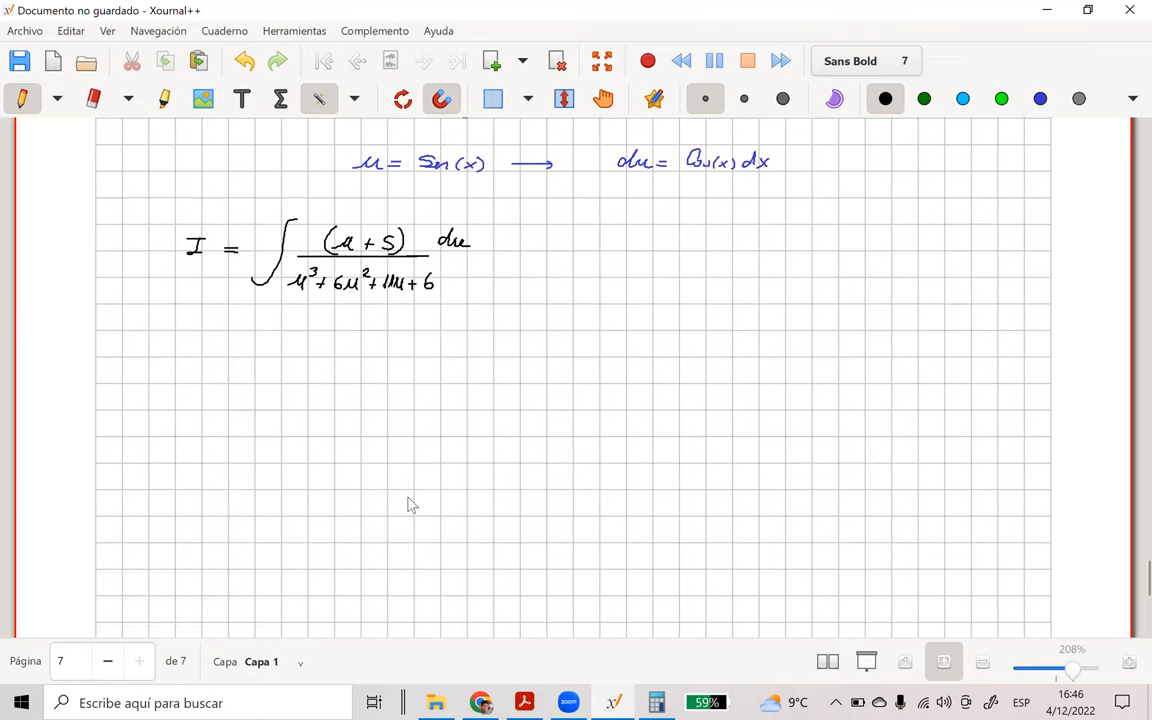 Documento no guardado - Xournal++
Archivo Editar Ver Navegación Cuaderno Herramientas Complemento Ayuda
Sans Bold 7
u = Sen(x) ⟶ du = Cos(x) dx
I = ∫ (u + 5) du
u³ + 6u² + 11u + 6
Página 7 de 7 Capa Capa 1 208%
Escribe aquí para buscar zoom 59% 9°C ESP 16:46
4/12/2022